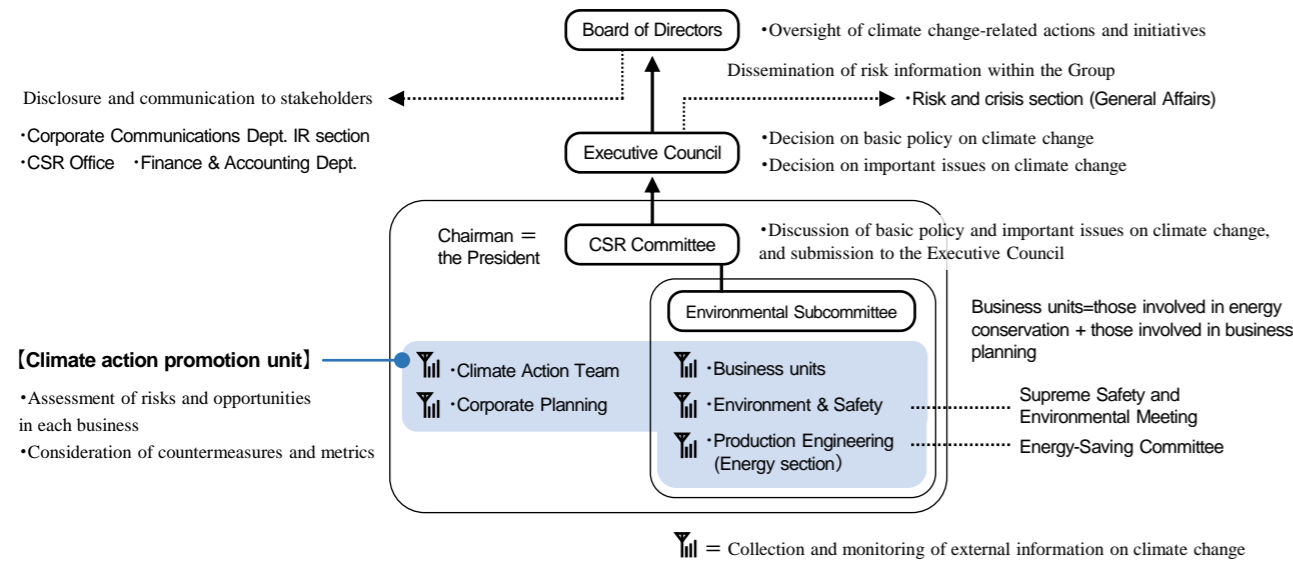 Board of Directors
・Oversight of climate change-related actions and initiatives
Dissemination of risk information within the Group
Disclosure and communication to stakeholders
・Risk and crisis section (General Affairs)
・Corporate Communications Dept. IR section
・CSR Office ・Finance & Accounting Dept.
Executive Council
・Decision on basic policy on climate change
・Decision on important issues on climate change
Chairman ＝
the President
CSR Committee
・Discussion of basic policy and important issues on climate change,
and submission to the Executive Council
Environmental Subcommittee
Business units=those involved in energy
conservation + those involved in business
planning
【Climate action promotion unit】
・Assessment of risks and opportunities
in each business
・Consideration of countermeasures and metrics
・Climate Action Team
・Corporate Planning
・Business units
・Environment & Safety
・Production Engineering
(Energy section）
Supreme Safety and
Environmental Meeting
Energy-Saving Committee
＝ Collection and monitoring of external information on climate change